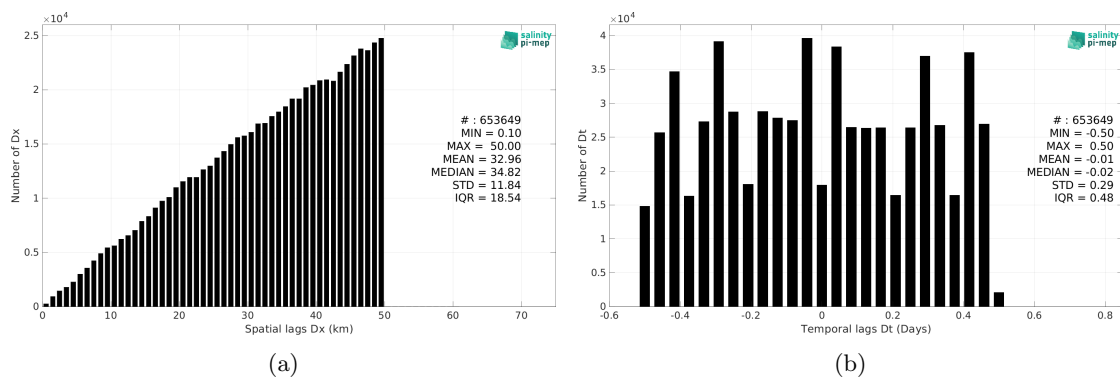 ×10⁴
2.5
2
1.5
1
0.5
0
0
10
20
30
40
50
60
70
Number of Dx
Spatial lags Dx (km)
salinity
pi-mep
# : 653649
MIN = 0.10
MAX = 50.00
MEAN = 32.96
MEDIAN = 34.82
STD = 11.84
IQR = 18.54
(a)
×10⁴
4
3.5
3
2.5
2
1.5
1
0.5
0
-0.6
-0.4
-0.2
0
0.2
0.4
0.6
0.8
Number of Dt
Temporal lags Dt (Days)
salinity
pi-mep
# : 653649
MIN = -0.50
MAX = 0.50
MEAN = -0.01
MEDIAN = -0.02
STD = 0.29
IQR = 0.48
(b)